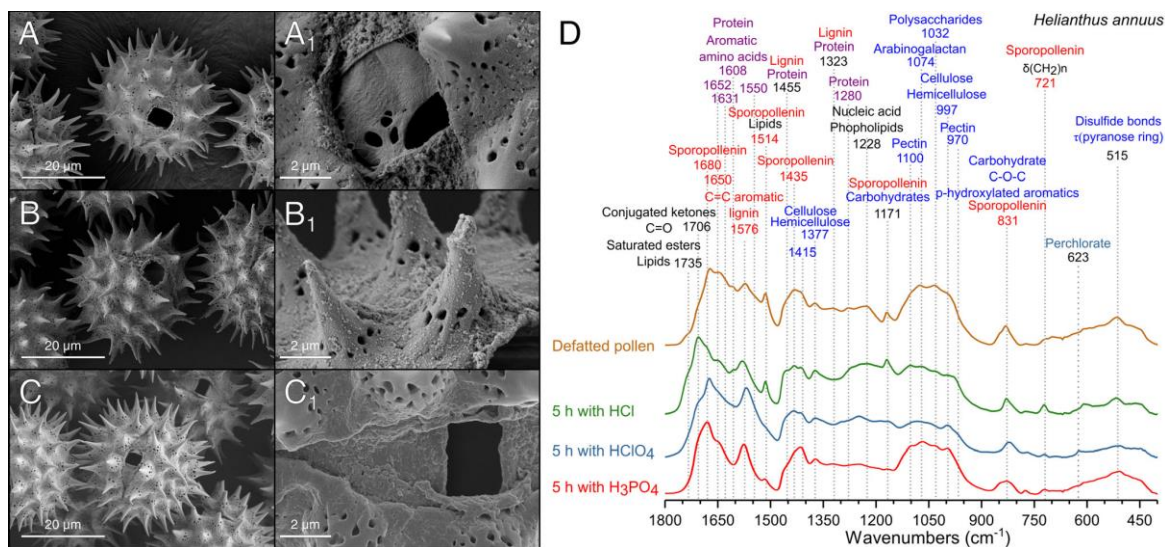 A
20 µm
A1
2 µm
B
20 µm
B1
2 µm
C
20 µm
C1
2 µm
D
Helianthus annuus
Protein
Aromatic
amino acids
1608
1652
1631
1550
Lignin
Protein
1455
Lignin
Protein
1323
Protein
1280
Polysaccharides
1032
Arabinogalactan
1074
Cellulose
Hemicellulose
997
Sporopollenin
δ(CH2)n
721
Sporopollenin
Lipids
1514
Nucleic acid
Phopholipids
1228
Pectin
1100
Pectin
970
Disulfide bonds
τ(pyranose ring)
515
Sporopollenin
1680
1650
Sporopollenin
1435
C=C aromatic
lignin
1576
Sporopollenin
Carbohydrates
1171
Carbohydrate
C-O-C
p-hydroxylated aromatics
Sporopollenin
831
Conjugated ketones
C=O
1706
Cellulose
Hemicellulose
1377
1415
Saturated esters
Lipids
1735
Perchlorate
623
Defatted pollen
5 h with HCl
5 h with HClO4
5 h with H3PO4
1800 1650 1500 1350 1200 1050 900 750 600 450
Wavenumbers (cm-1)